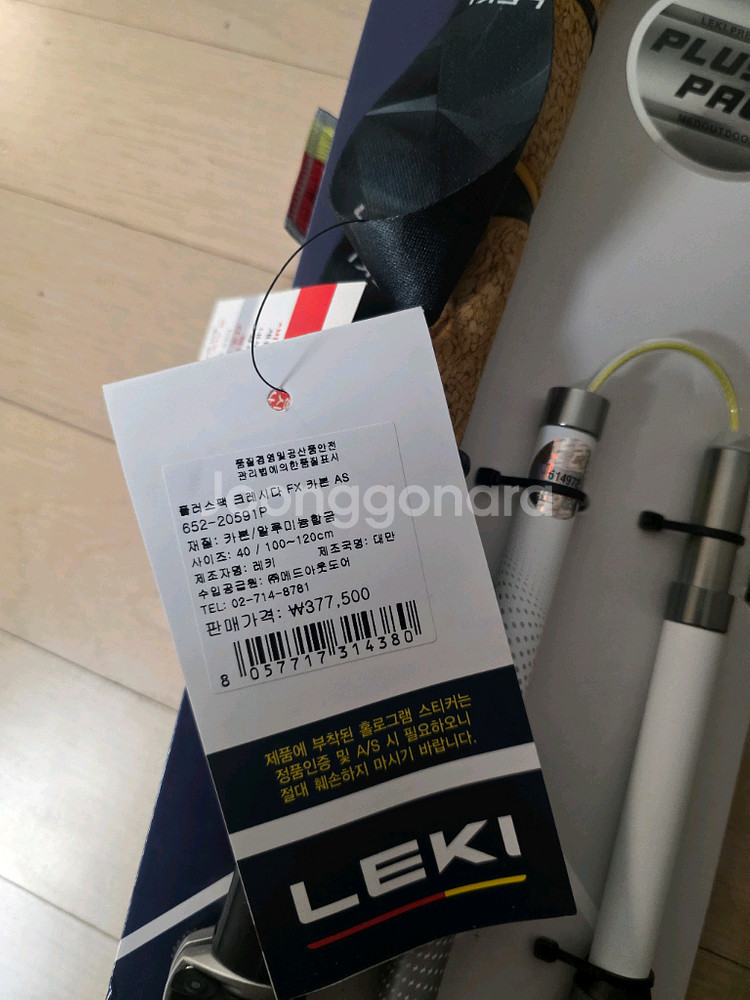 LEKI
PLUS
PAC
품질경영및공산품안전
관리법에의한품질표시
플러스팩 크레시다 FX 카본 AS
652-20591P
재질: 카본/알루미늄합금
사이즈: 40 / 100~120cm
제조자명: 레키 제조국명: 대만
수입공급원: ㈜메드아웃도어
TEL: 02-714-8781
판매가격: ₩377,500
8 057717 314380
Joonggonara
제품에 부착된 홀로그램 스티커는
정품인증 및 A/S 시 필요하오니
절대 훼손하지 마시기 바랍니다.
LEKI